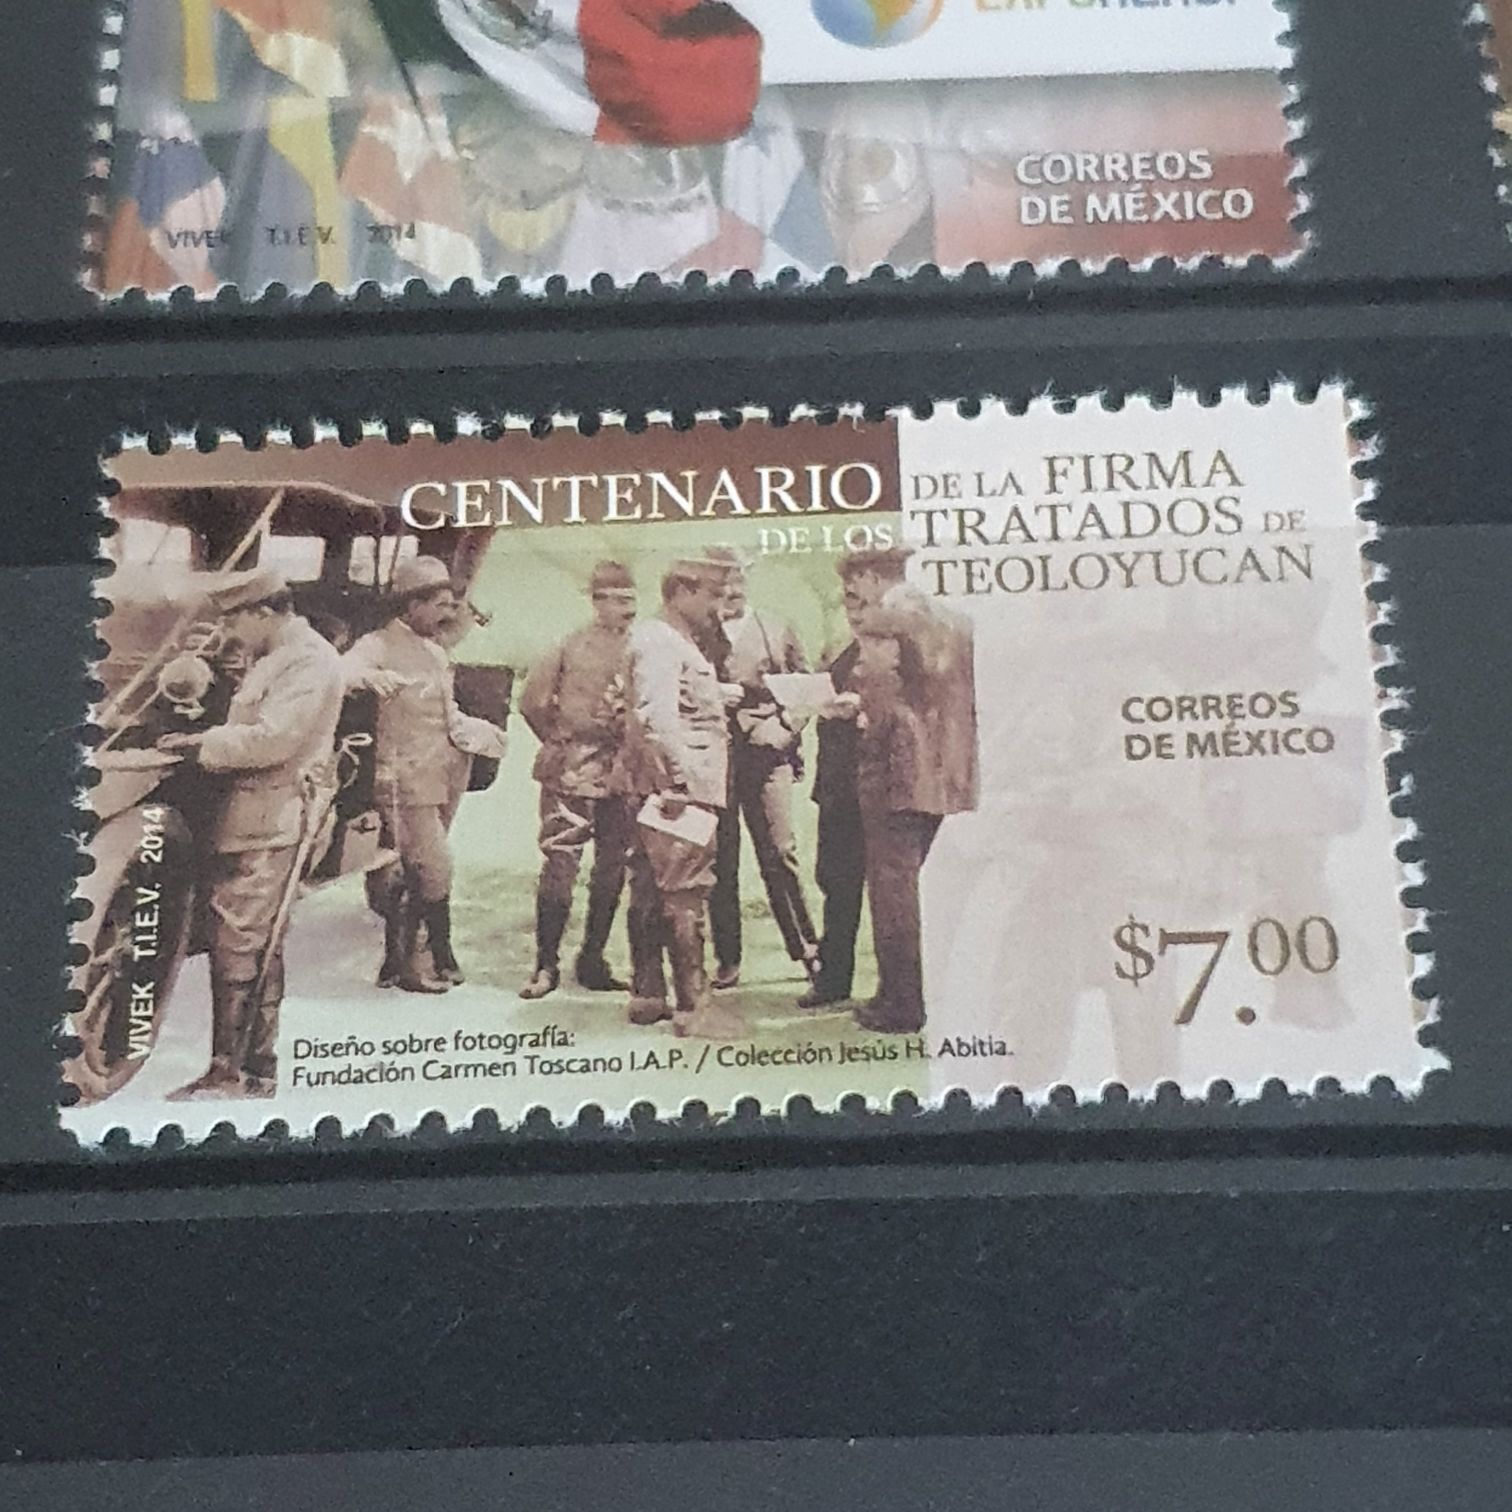 CORREOS
DE MÉXICO
T.I.E.V. 2014
CENTENARIO DE LA FIRMA
DE LOS TRATADOS DE
TEOLOYUCAN
CORREOS
DE MÉXICO
$7.00
VIVEK T.I.E.V. 2014
Diseño sobre fotografía:
Fundación Carmen Toscano I.A.P. / Colección Jesús H. Abitia.